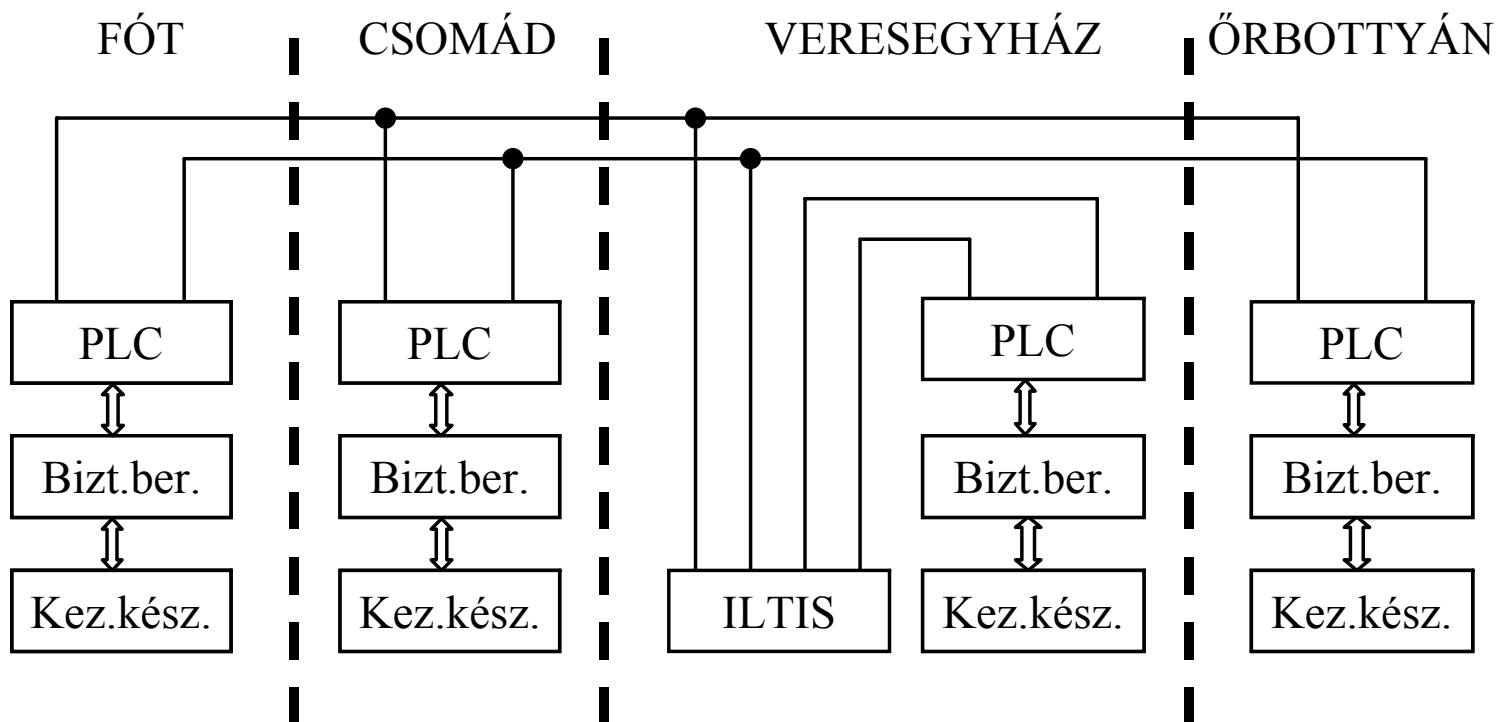 FÓT
CSOMÁD
VERESEGYHÁZ
ŐRBOTTYÁN
PLC
PLC
PLC
PLC
Bizt.ber.
Bizt.ber.
Bizt.ber.
Bizt.ber.
Kez.kész.
Kez.kész.
ILTIS
Kez.kész.
Kez.kész.